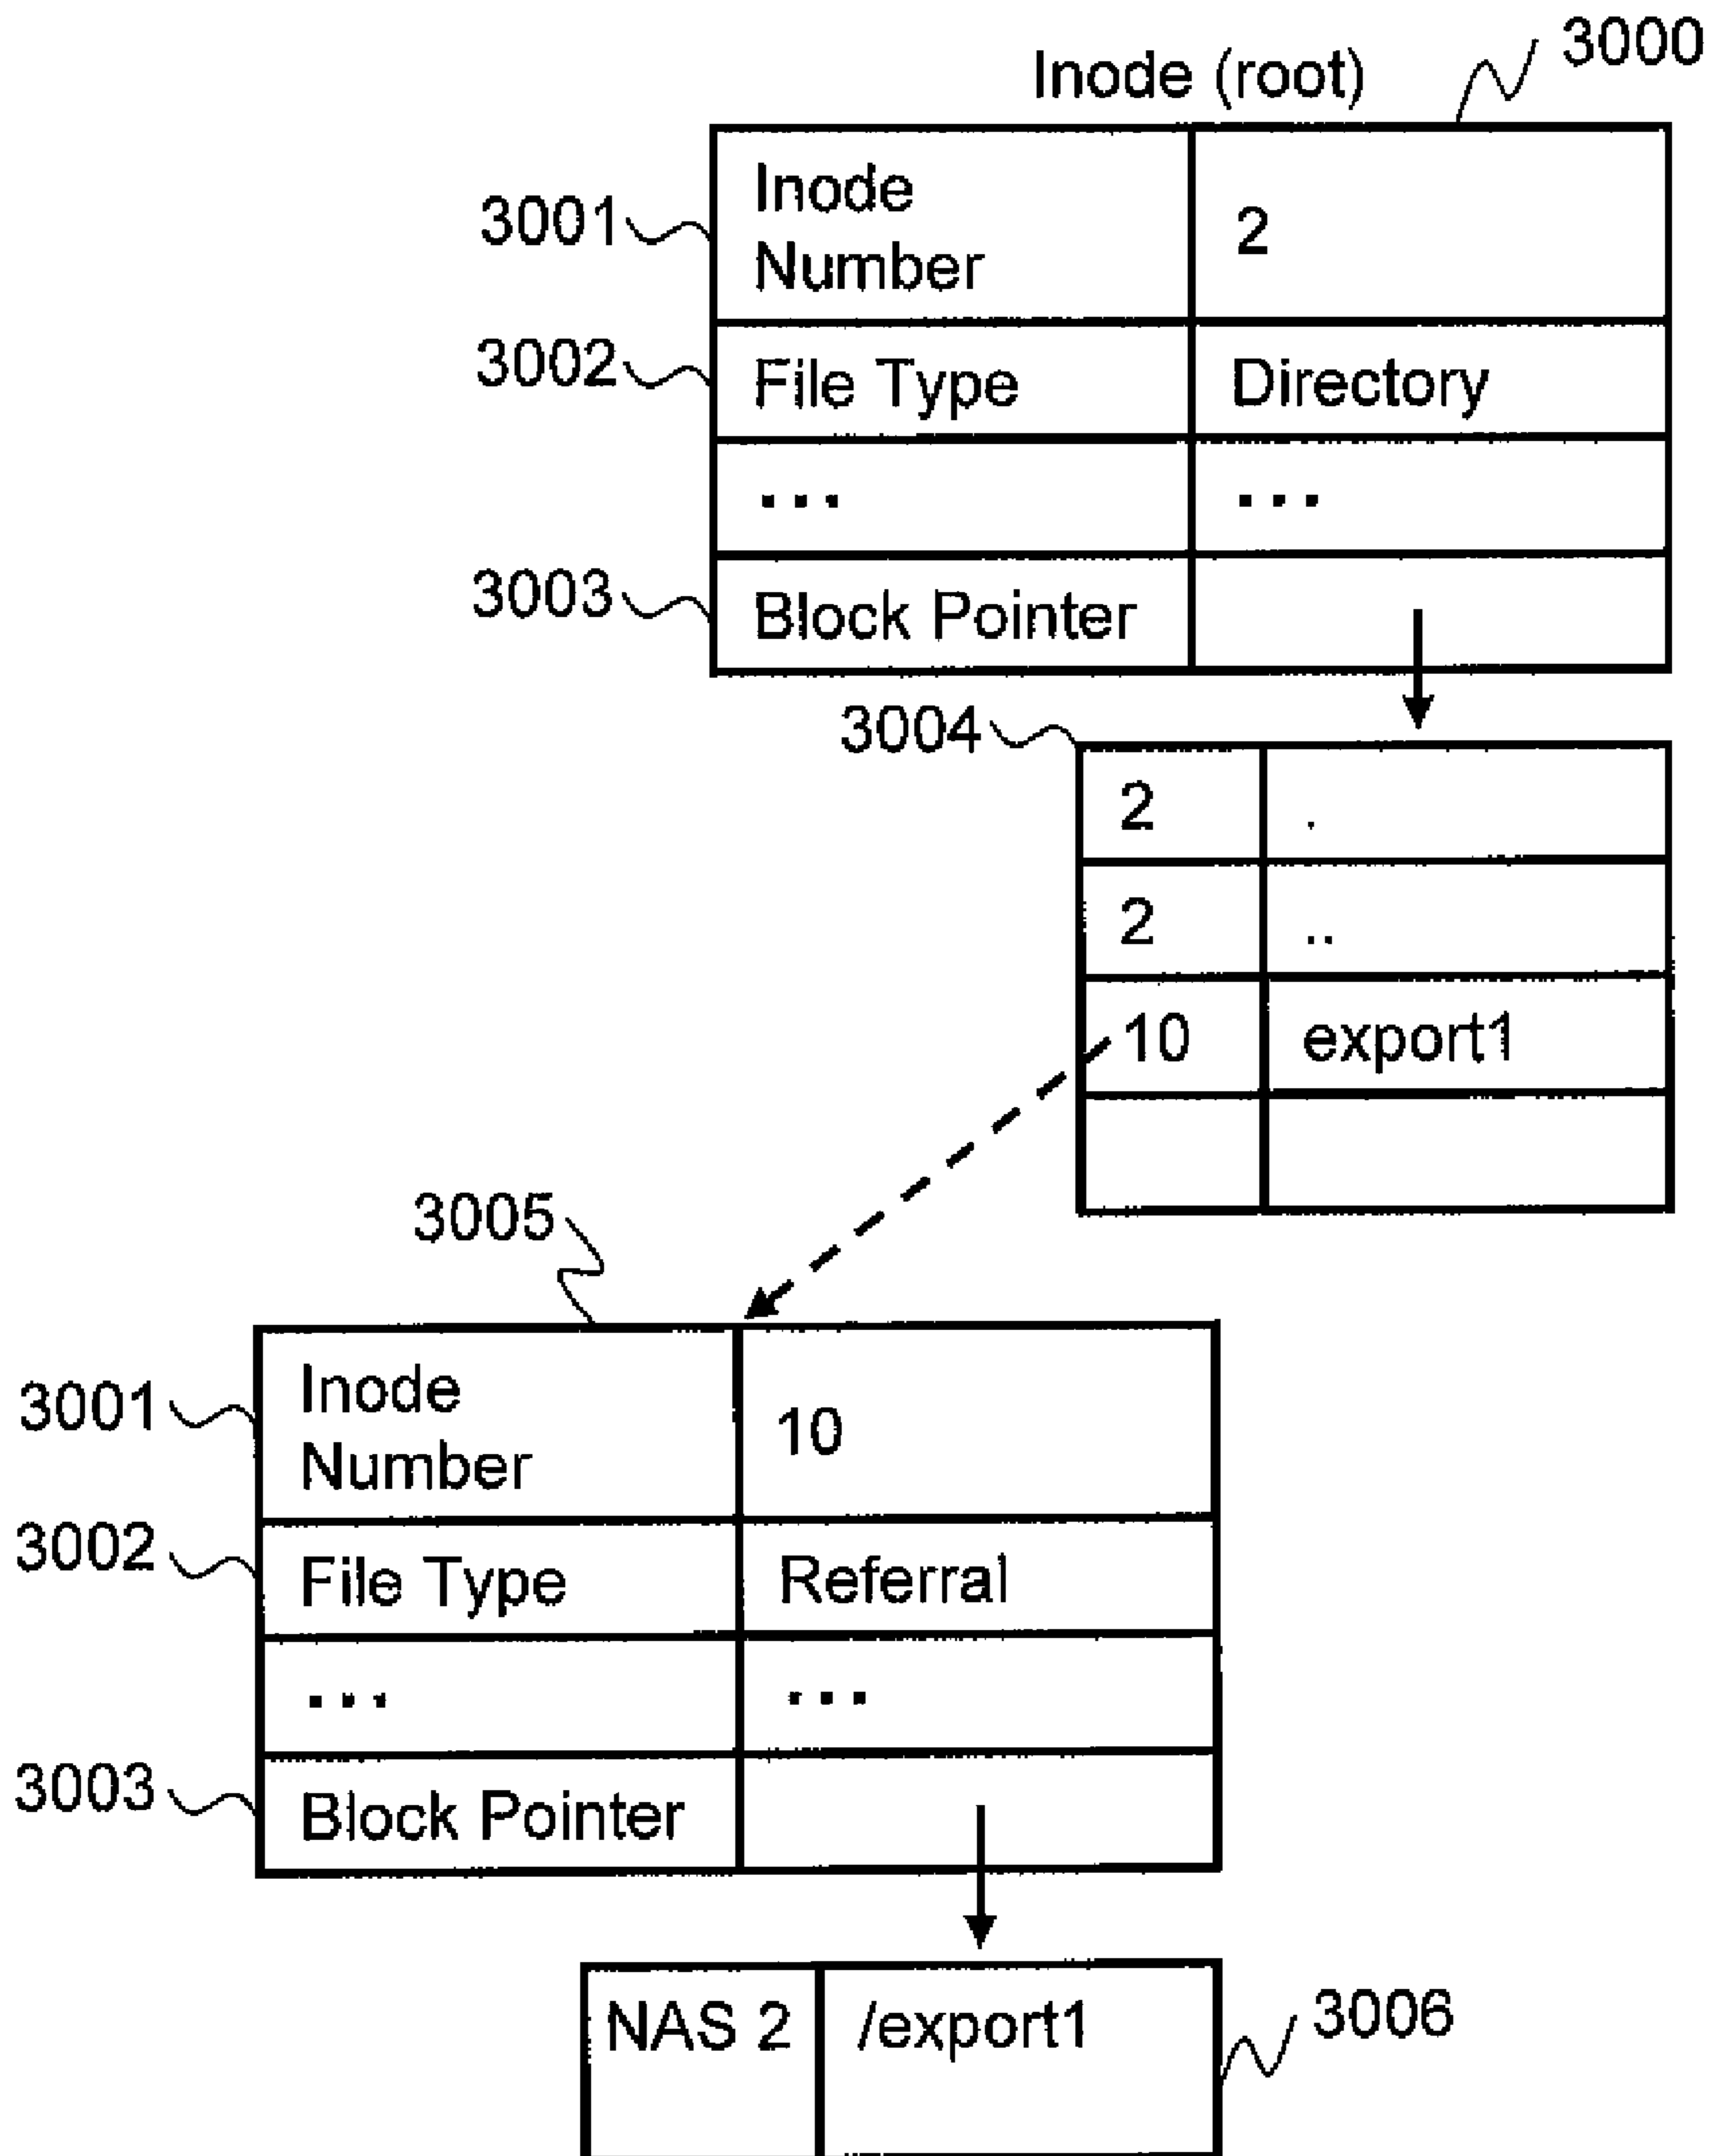 3000
Inode (root)
3001
Inode
Number
2
3002
File Type
Directory
...
...
3003
Block Pointer
3004
2
.
2
..
10
export1
3005
3001
Inode
Number
10
3002
File Type
Referral
...
...
3003
Block Pointer
NAS 2
/export1
3006